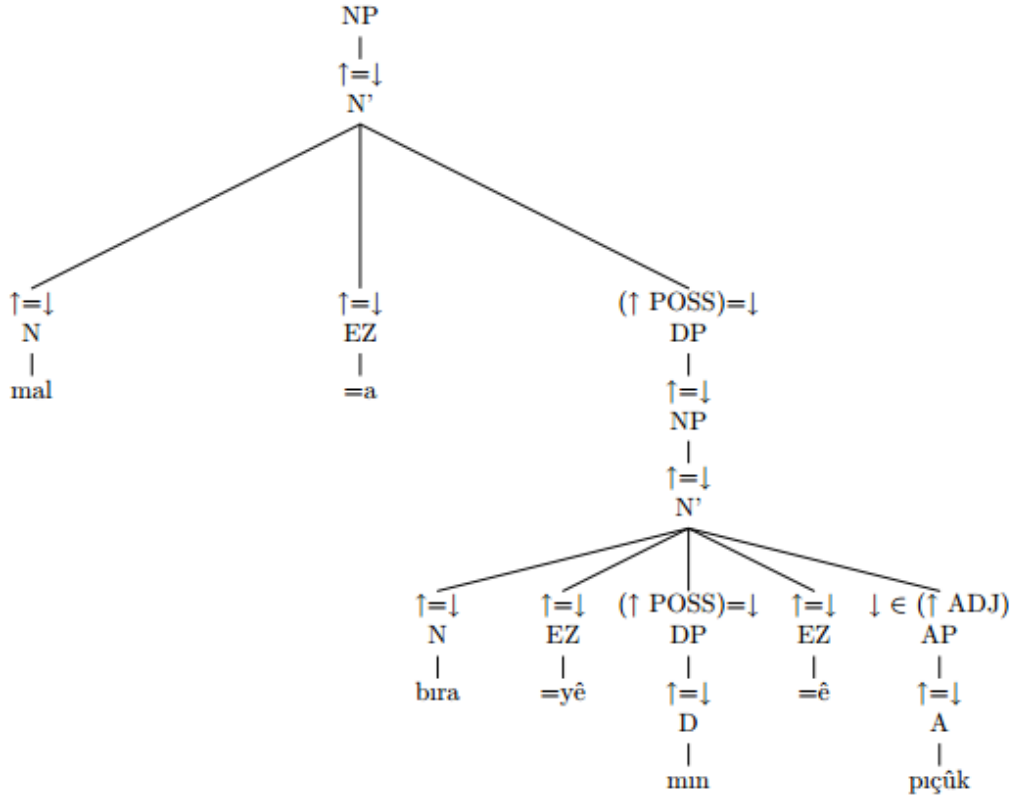 NP
↑=↓
N’
↑=↓ ↑=↓ (↑ POSS)=↓
N EZ DP
mal =a
↑=↓
NP
↑=↓
N’
↑=↓ ↑=↓ (↑ POSS)=↓ ↑=↓ ↓ ∈ (↑ ADJ)
N EZ DP EZ AP
bıra =yê ↑=↓ =ê ↑=↓
D A
mın pıçûk